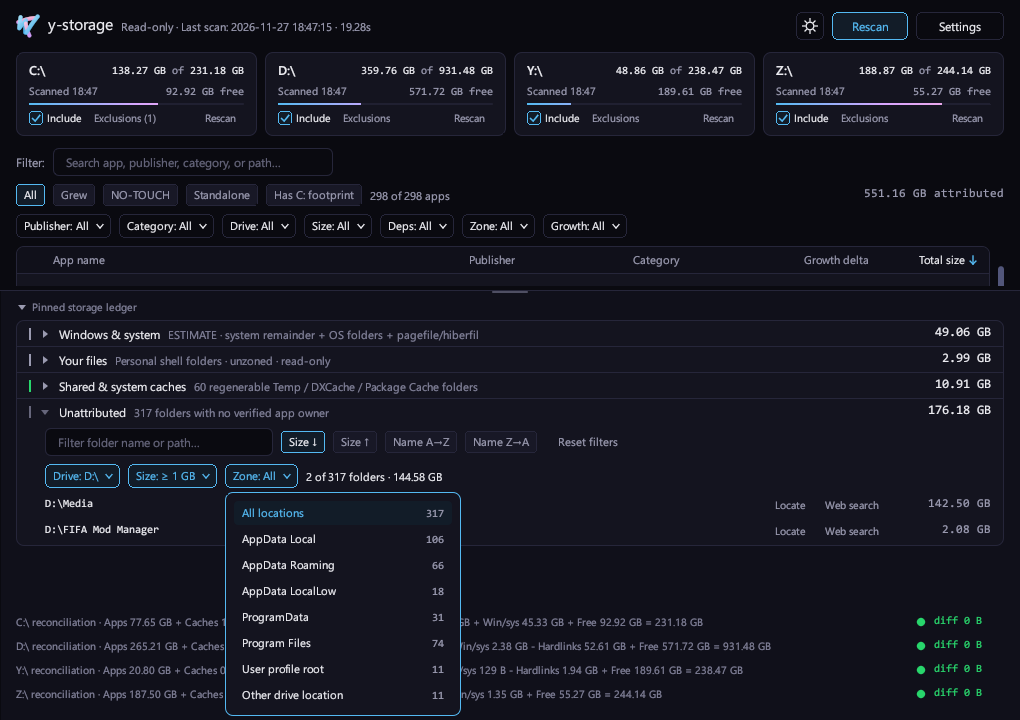 y-storage Read-only · Last scan: 2026-11-27 18:47:15 · 19.28s Rescan Settings
C:\ 138.27 GB of 231.18 GB
Scanned 18:47 92.92 GB free
Include Exclusions (1) Rescan
D:\ 359.76 GB of 931.48 GB
Scanned 18:47 571.72 GB free
Include Exclusions Rescan
Y:\ 48.86 GB of 238.47 GB
Scanned 18:47 189.61 GB free
Include Exclusions Rescan
Z:\ 188.87 GB of 244.14 GB
Scanned 18:47 55.27 GB free
Include Exclusions Rescan
Filter: Search app, publisher, category, or path...
All Grew NO-TOUCH Standalone Has C: footprint 298 of 298 apps 551.16 GB attributed
Publisher: All Category: All Drive: All Size: All Deps: All Zone: All Growth: All
App name Publisher Category Growth delta Total size ↓
Pinned storage ledger
Windows & system ESTIMATE · system remainder + OS folders + pagefile/hiberfil 49.06 GB
Your files Personal shell folders · unzoned · read-only 2.99 GB
Shared & system caches 60 regenerable Temp / DXCache / Package Cache folders 10.91 GB
Unattributed 317 folders with no verified app owner 176.18 GB
Filter folder name or path... Size ↓ Size ↑ Name A→Z Name Z→A Reset filters
Drive: D:\ Size: ≥ 1 GB Zone: All 2 of 317 folders · 144.58 GB
D:\Media Locate Web search 142.50 GB
D:\FIFA Mod Manager Locate Web search 2.08 GB
All locations 317
AppData Local 106
AppData Roaming 66
AppData LocalLow 18
ProgramData 31
Program Files 74
User profile root 11
Other drive location 11
C:\ reconciliation · Apps 77.65 GB + Caches GB + Win/sys 45.33 GB + Free 92.92 GB = 231.18 GB diff 0 B
D:\ reconciliation · Apps 265.21 GB + Caches Win/sys 2.38 GB - Hardlinks 52.61 GB + Free 571.72 GB = 931.48 GB diff 0 B
Y:\ reconciliation · Apps 20.80 GB + Caches 0 /sys 129 B - Hardlinks 1.94 GB + Free 189.61 GB = 238.47 GB diff 0 B
Z:\ reconciliation · Apps 187.50 GB + Caches /sys 1.35 GB + Free 55.27 GB = 244.14 GB diff 0 B